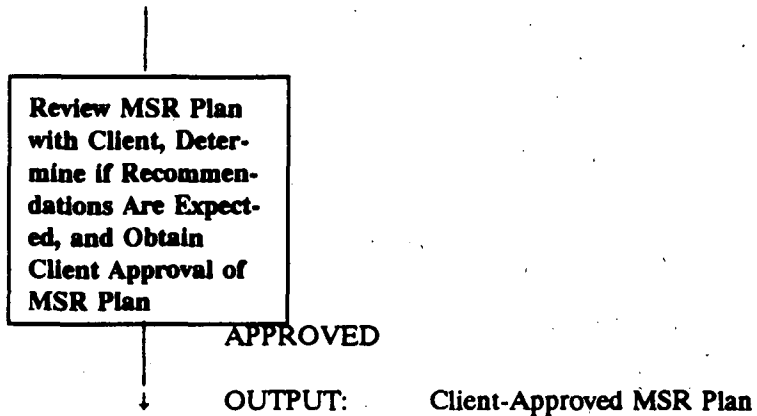 Review MSR Plan
with Client, Deter-
mine if Recommen-
dations Are Expect-
ed, and Obtain
Client Approval of
MSR Plan
APPROVED
OUTPUT: Client-Approved MSR Plan